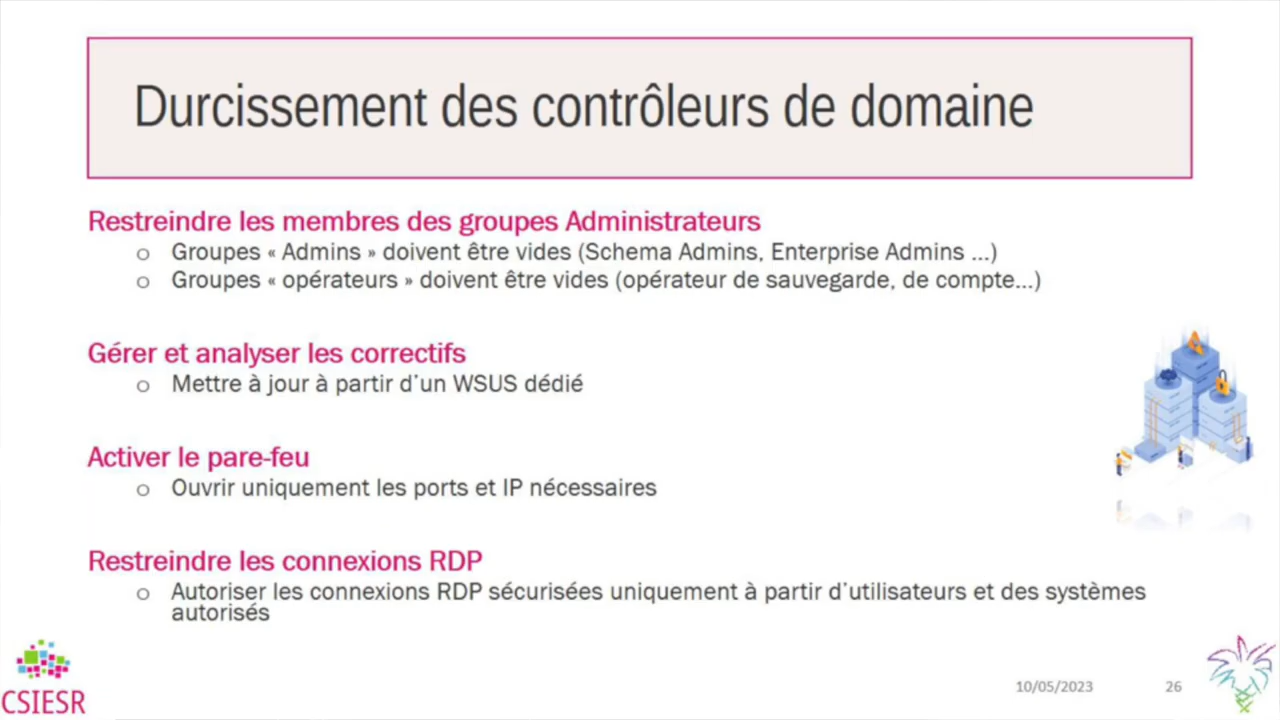 Durcissement des contrôleurs de domaine
Restreindre les membres des groupes Administrateurs
o Groupes « Admins » doivent être vides (Schema Admins, Enterprise Admins ...)
o Groupes « opérateurs » doivent être vides (opérateur de sauvegarde, de compte...)
Gérer et analyser les correctifs
o Mettre à jour à partir d'un WSUS dédié
Activer le pare-feu
o Ouvrir uniquement les ports et IP nécessaires
Restreindre les connexions RDP
o Autoriser les connexions RDP sécurisées uniquement à partir d'utilisateurs et des systèmes
autorisés
CSIESR
10/05/2023
26